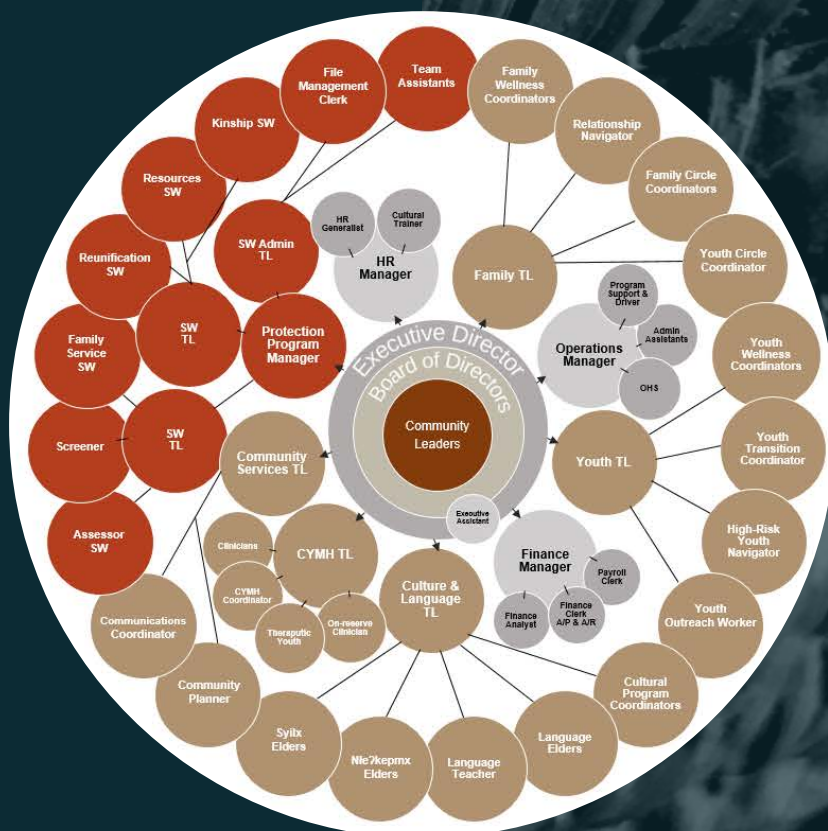 Team
Assistants
Family
Wellness
Coordinators
Relationship
Navigator
Family Circle
Coordinators
Youth Circle
Coordinator
Youth
Wellness
Coordinators
Youth
Transition
Coordinator
High-Risk
Youth
Navigator
Youth
Outreach Worker
Cultural
Program
Coordinators
Language
Elders
Language
Teacher
Nle?kepmx
Elders
Syilx
Elders
Community
Planner
Communications
Coordinator
Assessor
SW
Screener
Family
Service
SW
Reunification
SW
Resources
SW
Kinship SW
File
Management
Clerk
SW Admin
TL
HR
Generalist
Cultural
Trainer
HR
Manager
Family TL
Program
Support &
Driver
Admin
Assistants
OHS
Operations
Manager
SW
TL
Protection
Program
Manager
SW
TL
Community
Services TL
Executive Director
Board of Directors
Community
Leaders
Executive
Assistant
Youth TL
Clinicians
CYMH
Coordinator
Theraputic
Youth
On-reserve
Clinician
CYMH TL
Culture &
Language
TL
Finance
Manager
Payroll
Clerk
Finance
Clerk
A/P & A/R
Finance
Analyst